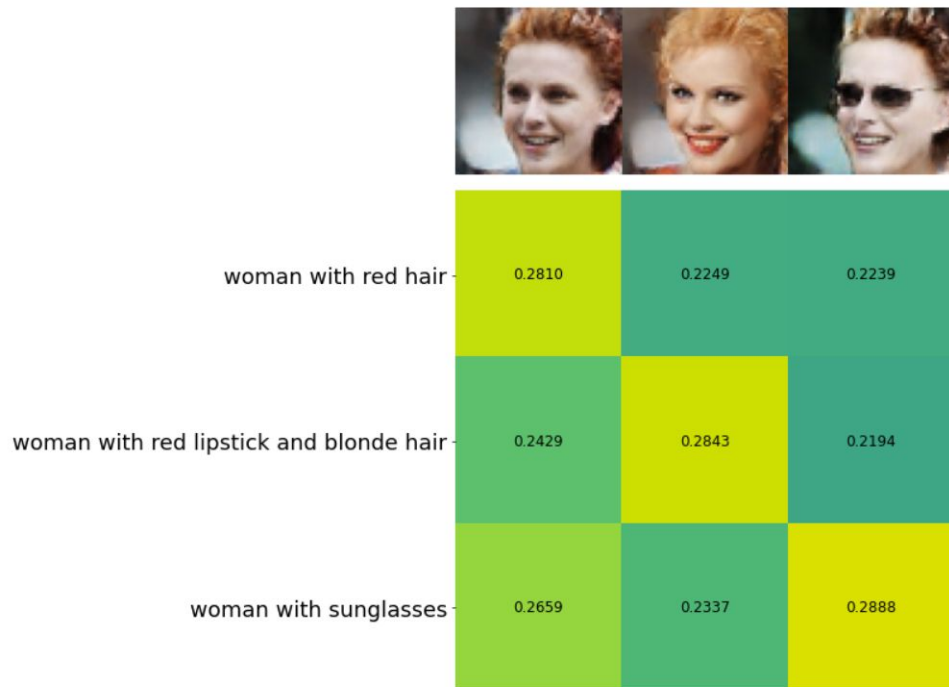 woman with red hair
0.2810 0.2249 0.2239
woman with red lipstick and blonde hair
0.2429 0.2843 0.2194
woman with sunglasses
0.2659 0.2337 0.2888